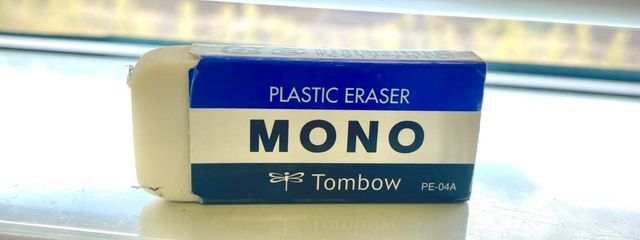 PLASTIC ERASER
MONO
Tombow PE-04A